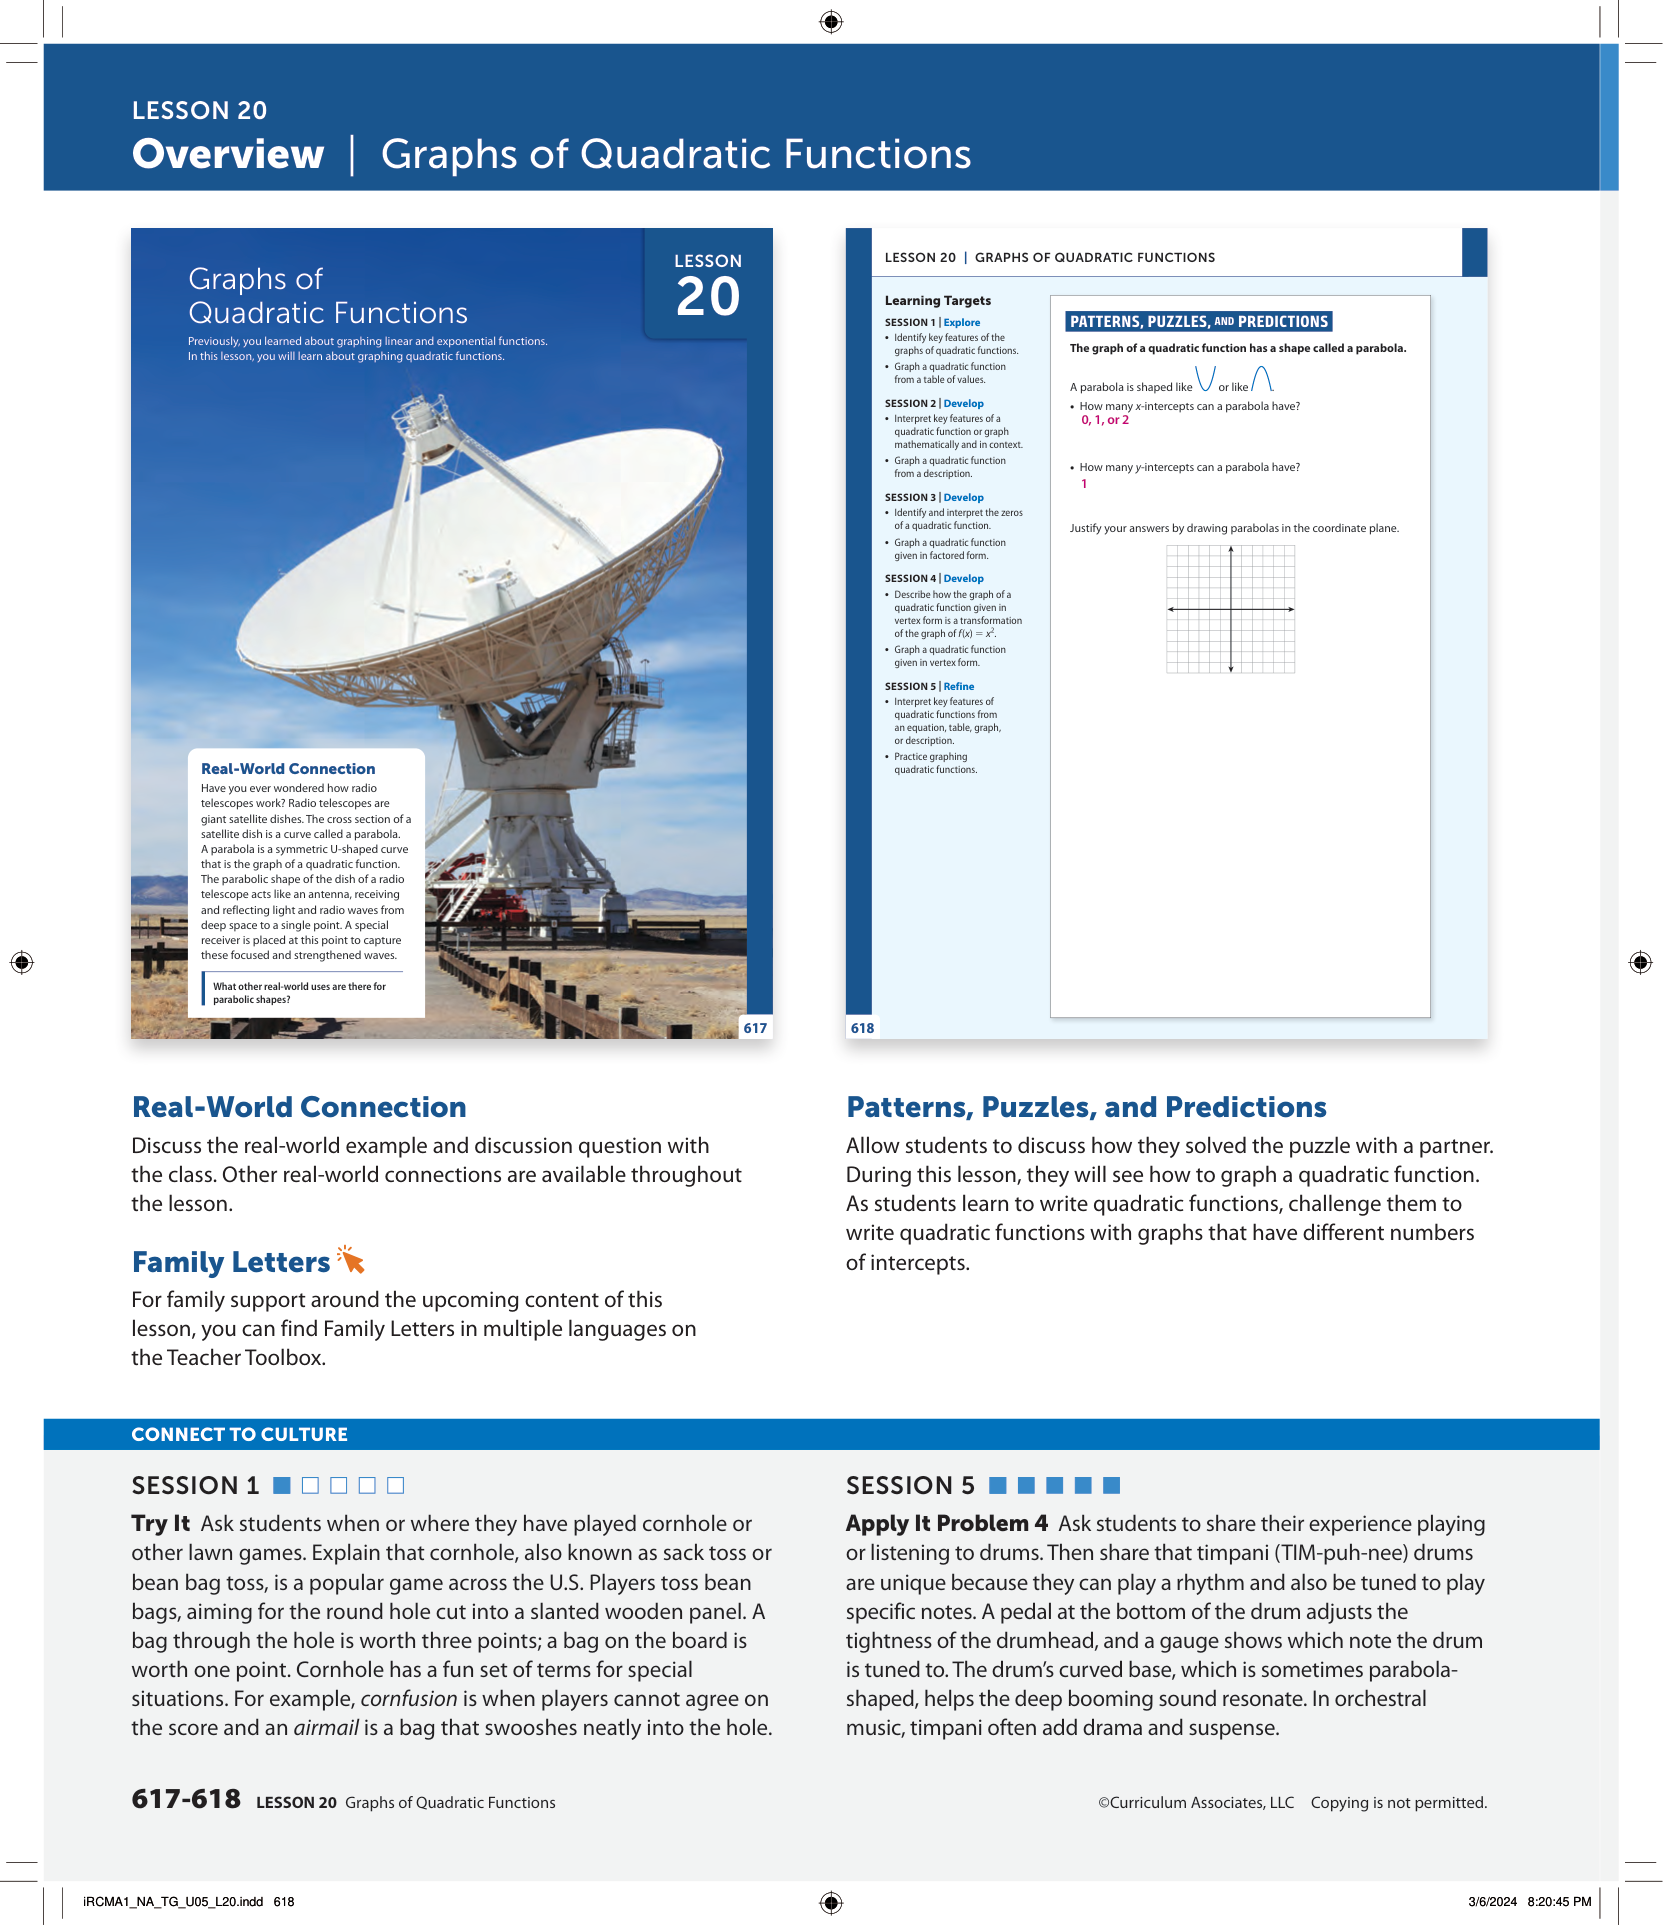 LESSON 20
Overview | Graphs of Quadratic Functions
Graphs of
Quadratic Functions
Previously, you learned about graphing linear and exponential functions.
In this lesson, you will learn about graphing quadratic functions.
LESSON
20
Real-World Connection
Have you ever wondered how radio
telescopes work? Radio telescopes are
giant satellite dishes. The cross section of a
satellite dish is a curve called a parabola.
A parabola is a symmetric U-shaped curve
that is the graph of a quadratic function.
The parabolic shape of the dish of a radio
telescope acts like an antenna, receiving
and reflecting light and radio waves from
deep space to a single point. A special
receiver is placed at this point to capture
these focused and strengthened waves.
What other real-world uses are there for
parabolic shapes?
617
LESSON 20 | GRAPHS OF QUADRATIC FUNCTIONS
Learning Targets
SESSION 1 | Explore
• Identify key features of the
graphs of quadratic functions.
• Graph a quadratic function
from a table of values.
SESSION 2 | Develop
• Interpret key features of a
quadratic function or graph
mathematically and in context.
• Graph a quadratic function
from a description.
SESSION 3 | Develop
• Identify and interpret the zeros
of a quadratic function.
• Graph a quadratic function
given in factored form.
SESSION 4 | Develop
• Describe how the graph of a
quadratic function given in
vertex form is a transformation
of the graph of f(x) = x².
• Graph a quadratic function
given in vertex form.
SESSION 5 | Refine
• Interpret key features of
quadratic functions from
an equation, table, graph,
or description.
• Practice graphing
quadratic functions.
PATTERNS, PUZZLES, AND PREDICTIONS
The graph of a quadratic function has a shape called a parabola.
A parabola is shaped like or like .
• How many x-intercepts can a parabola have?
0, 1, or 2
• How many y-intercepts can a parabola have?
1
Justify your answers by drawing parabolas in the coordinate plane.
618
Real-World Connection
Discuss the real-world example and discussion question with
the class. Other real-world connections are available throughout
the lesson.
Family Letters
For family support around the upcoming content of this
lesson, you can find Family Letters in multiple languages on
the Teacher Toolbox.
Patterns, Puzzles, and Predictions
Allow students to discuss how they solved the puzzle with a partner.
During this lesson, they will see how to graph a quadratic function.
As students learn to write quadratic functions, challenge them to
write quadratic functions with graphs that have different numbers
of intercepts.
CONNECT TO CULTURE
SESSION 1
Try It Ask students when or where they have played cornhole or
other lawn games. Explain that cornhole, also known as sack toss or
bean bag toss, is a popular game across the U.S. Players toss bean
bags, aiming for the round hole cut into a slanted wooden panel. A
bag through the hole is worth three points; a bag on the board is
worth one point. Cornhole has a fun set of terms for special
situations. For example, cornfusion is when players cannot agree on
the score and an airmail is a bag that swooshes neatly into the hole.
SESSION 5
Apply It Problem 4 Ask students to share their experience playing
or listening to drums. Then share that timpani (TIM-puh-nee) drums
are unique because they can play a rhythm and also be tuned to play
specific notes. A pedal at the bottom of the drum adjusts the
tightness of the drumhead, and a gauge shows which note the drum
is tuned to. The drum's curved base, which is sometimes parabola-
shaped, helps the deep booming sound resonate. In orchestral
music, timpani often add drama and suspense.
617-618 LESSON 20 Graphs of Quadratic Functions
©Curriculum Associates, LLC Copying is not permitted.
iRCMA1_NA_TG_U05_L20.indd 618
3/6/2024 8:20:45 PM